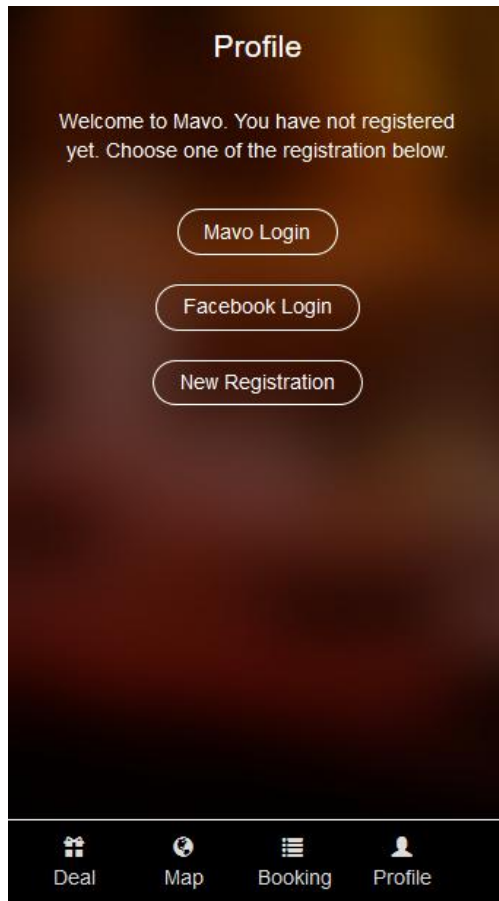 Profile
Welcome to Mavo. You have not registered
yet. Choose one of the registration below.
Mavo Login
Facebook Login
New Registration
Deal
Map
Booking
Profile